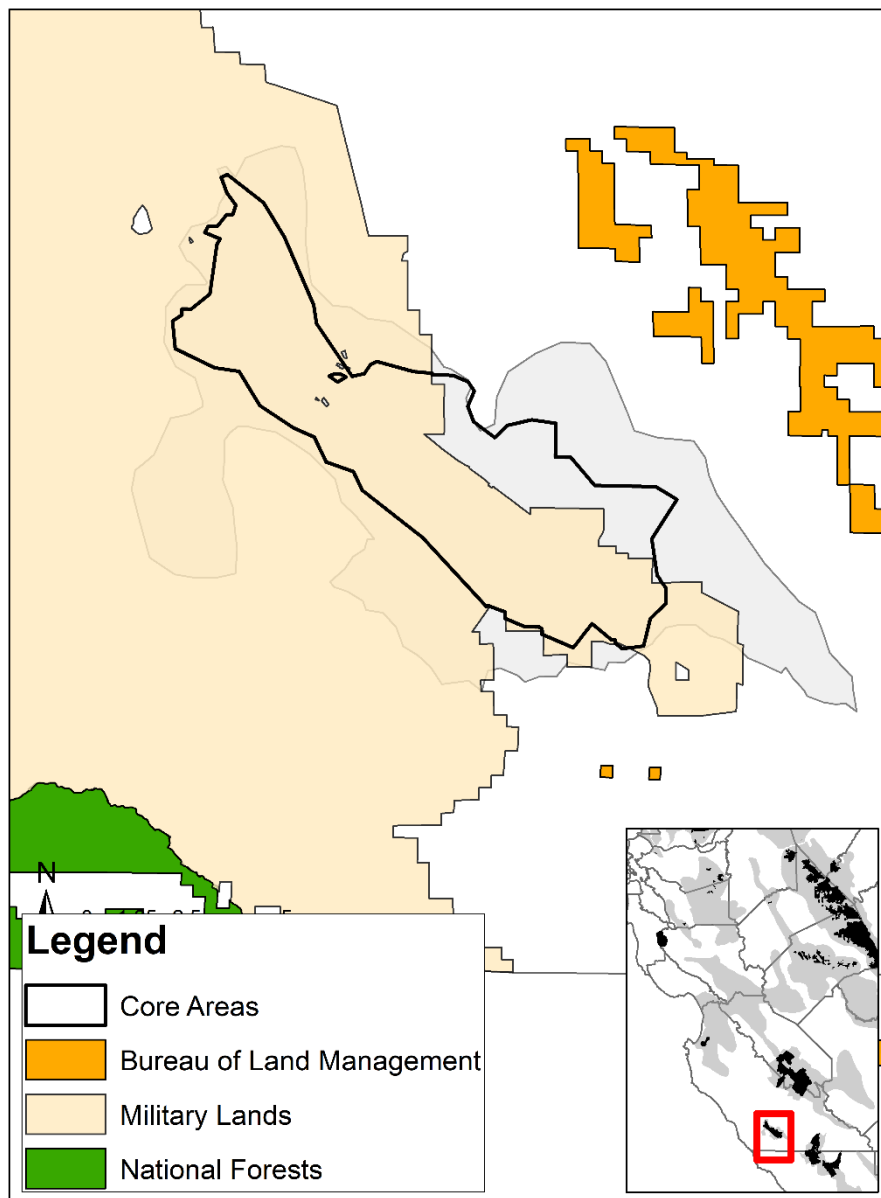 N
Legend
Core Areas
Bureau of Land Management
Military Lands
National Forests